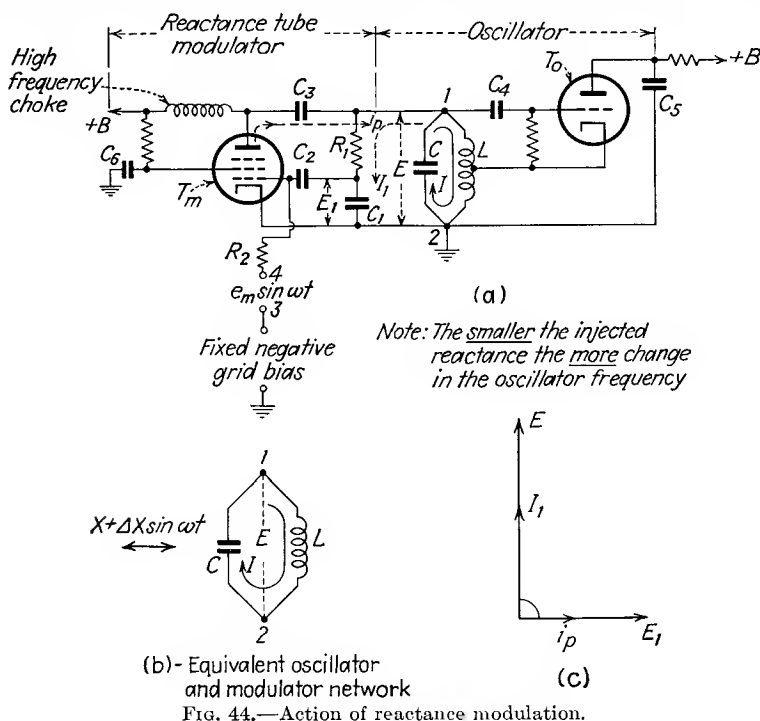 Reactance tube
modulator
Oscillator
High
frequency
choke
+B
C3
ip
1
C4
To
+B
C5
C6
Tm
C2
R1
I1
E
C
I
L
E1
C1
2
R2
4
em sin ωt
3
Fixed negative
grid bias
(a)
Note: The smaller the injected
reactance the more change
in the oscillator frequency
1
X+ΔX sin ωt
C
E
I
L
2
(b)- Equivalent oscillator
and modulator network
E
I1
ip
E1
(c)
FIG. 44.—Action of reactance modulation.